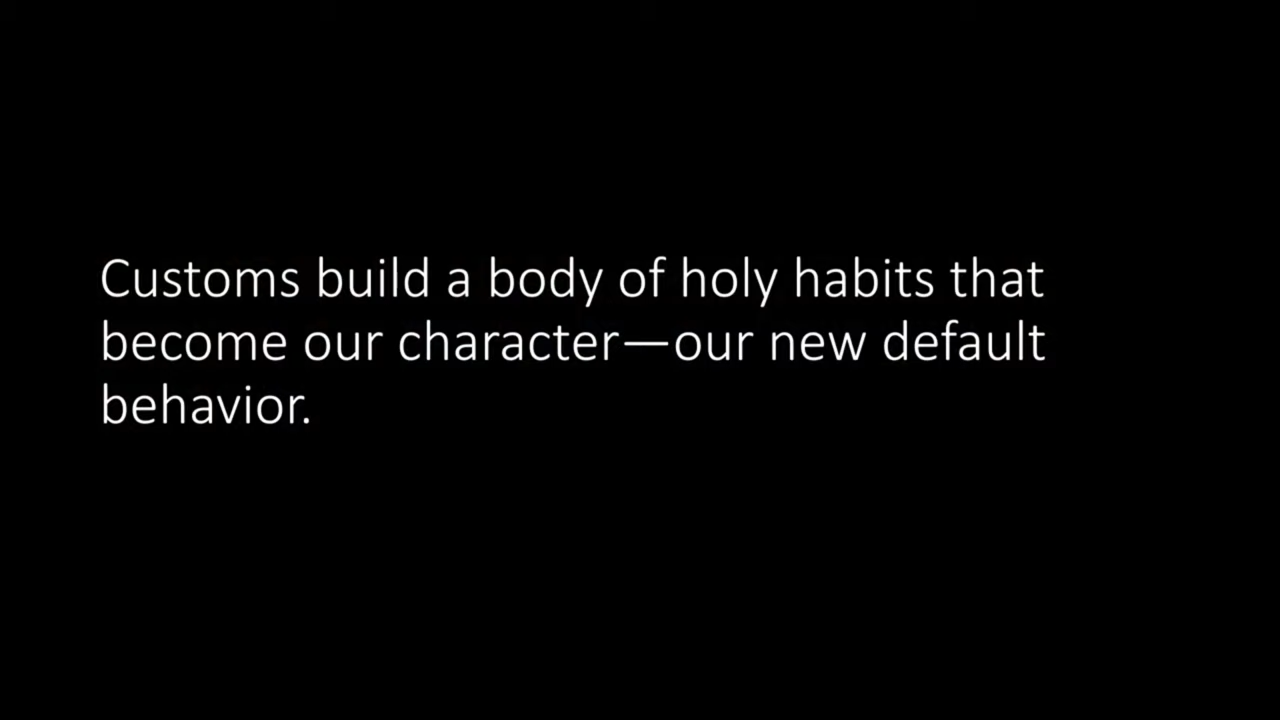 Customs build a body of holy habits that
become our character—our new default
behavior.